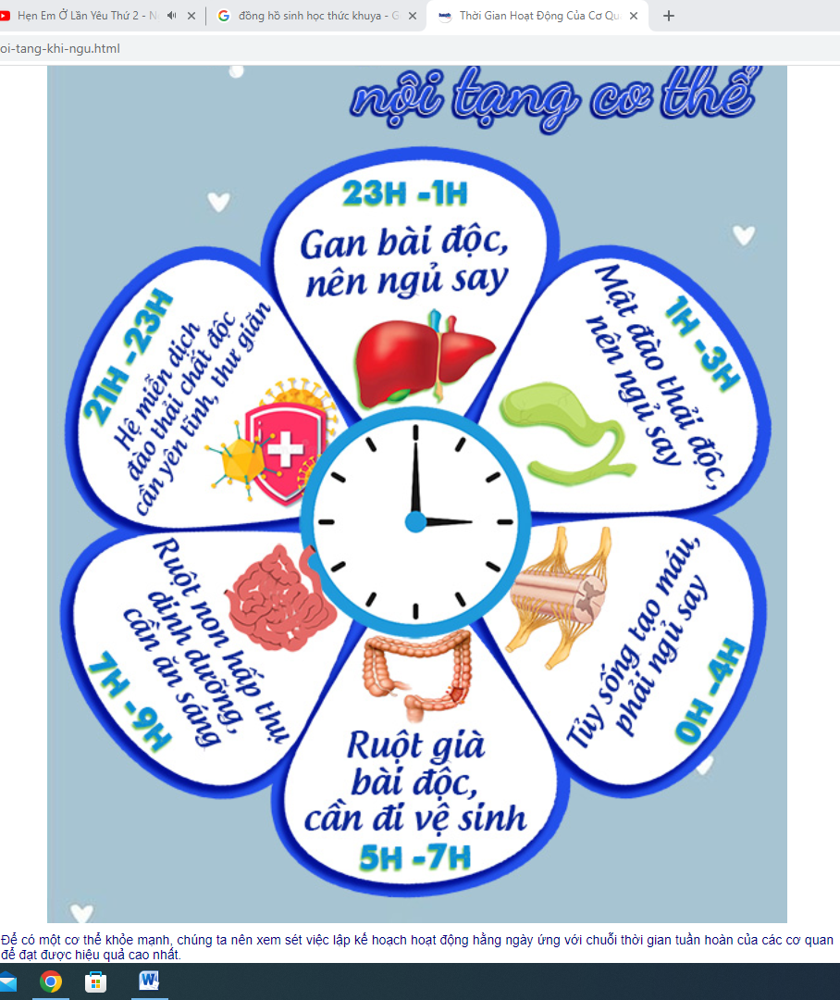 Hẹn Em Ở Lần Yêu Thứ 2 - N
đồng hồ sinh học thức khuya - G
Thời Gian Hoạt Động Của Cơ Qu
oi-tang-khi-ngu.html
nội tạng cơ thể
23H -1H
Gan bài độc,
nên ngủ say
1H -3H
Mật đào thải độc,
nên ngủ say
0H -4H
Tủy sống tạo máu,
phải ngủ say
Ruột già
bài độc,
cần đi vệ sinh
5H -7H
Ruột non hấp thụ
dinh dưỡng,
cần ăn sáng
7H -9H
21H -23H
Hệ miễn dịch
đào thải chất độc
cần yên tĩnh, thư giãn
Để có một cơ thể khỏe mạnh, chúng ta nên xem sét việc lập kế hoạch hoạt động hằng ngày ứng với chuỗi thời gian tuần hoàn của các cơ quan
để đạt được hiệu quả cao nhất.